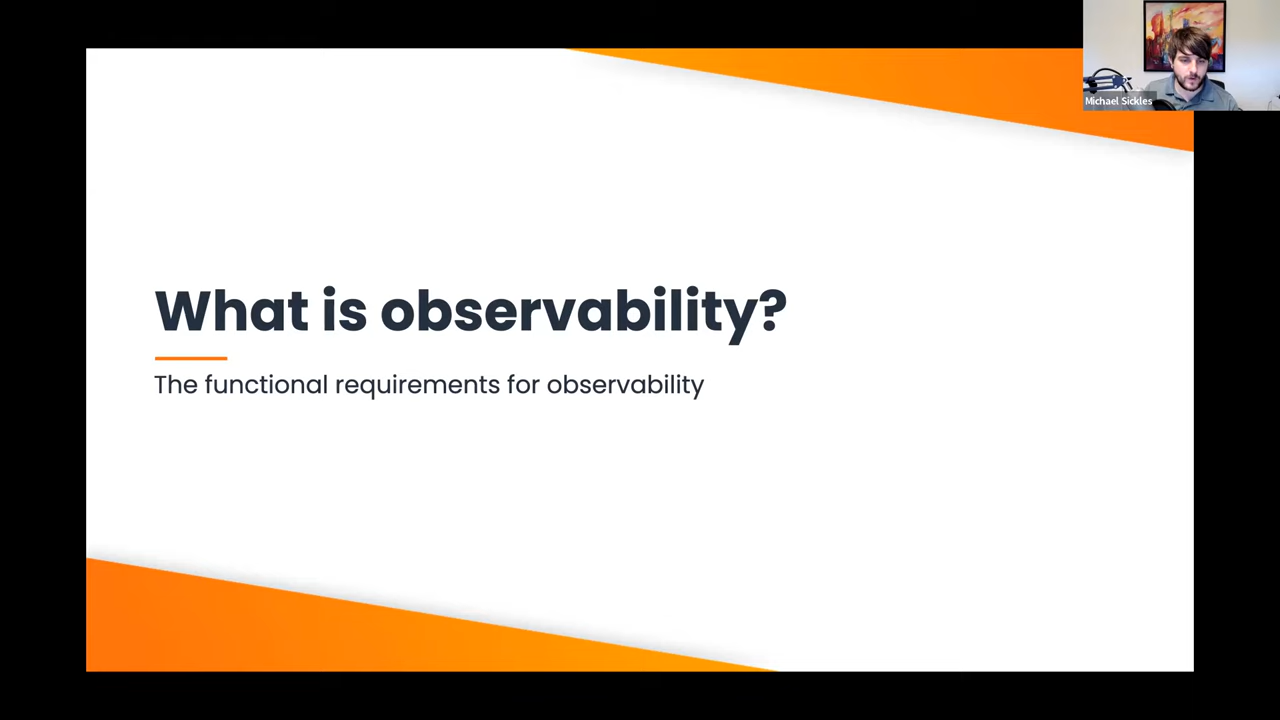 Michael Sickles
What is observability?
The functional requirements for observability